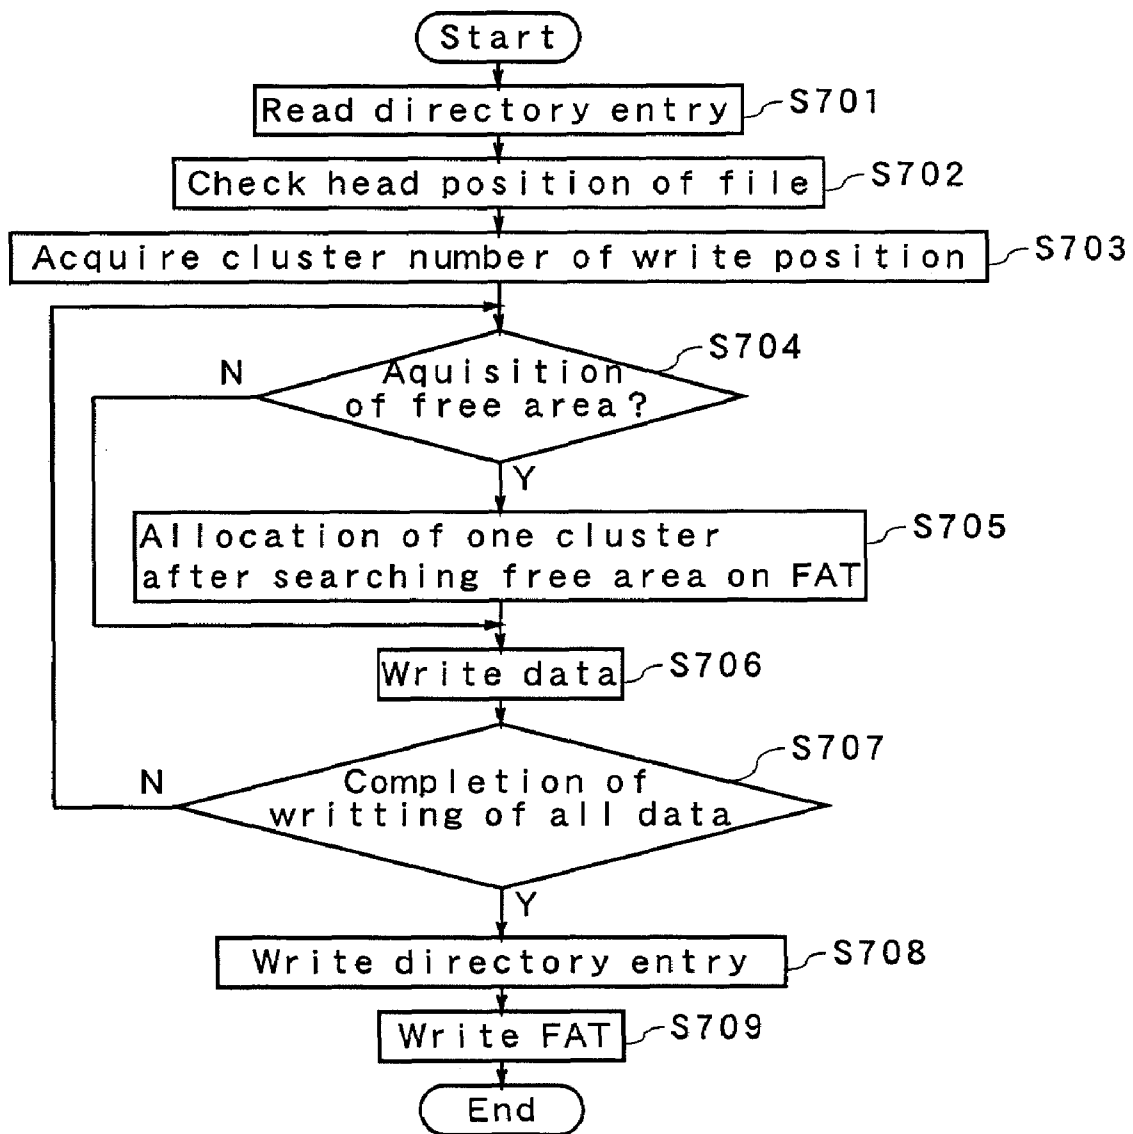 Start
Read directory entry
S701
Check head position of file
S702
Acquire cluster number of write position
S703
S704
N
Aquisition
of free area?
Y
Allocation of one cluster
after searching free area on FAT
S705
Write data
S706
S707
N
Completion of
writting of all data
Y
Write directory entry
S708
Write FAT
S709
End